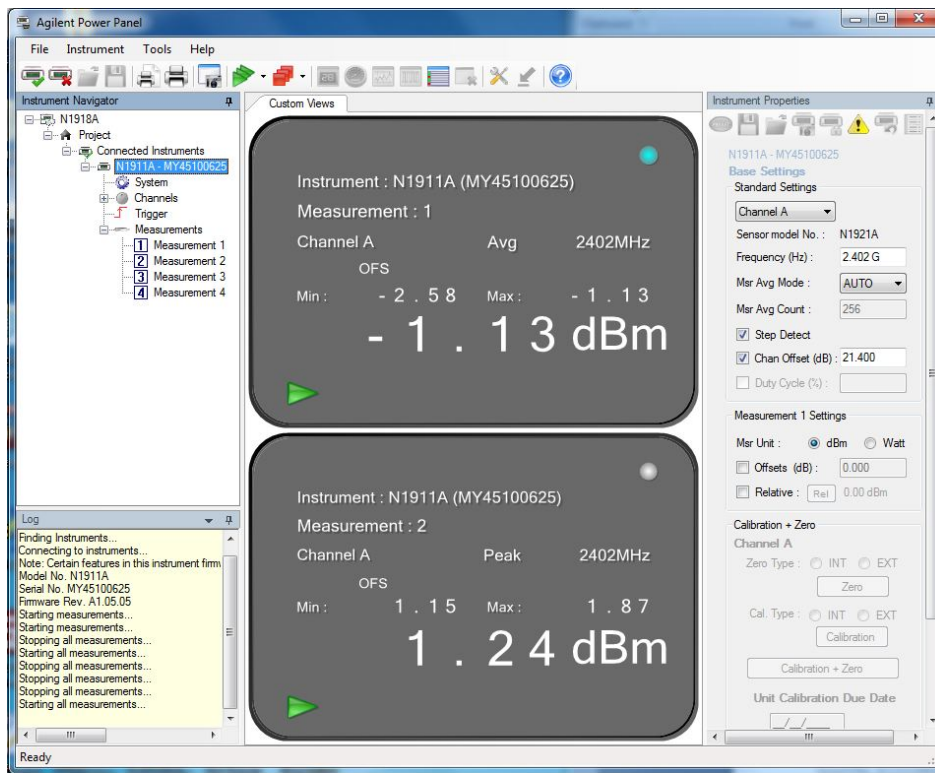 Agilent Power Panel
File Instrument Tools Help
Instrument Navigator
N1918A
Project
Connected Instruments
N1911A - MY45100625
System
Channels
Trigger
Measurements
1 Measurement 1
2 Measurement 2
3 Measurement 3
4 Measurement 4
Log
Finding Instruments...
Connecting to instruments...
Note: Certain features in this instrument firm
Model No. N1911A
Serial No. MY45100625
Firmware Rev. A1.05.05
Starting measurements...
Starting measurements...
Stopping all measurements...
Starting all measurements...
Stopping all measurements...
Stopping all measurements...
Stopping all measurements...
Starting all measurements...
Custom Views
Instrument : N1911A (MY45100625)
Measurement : 1
Channel A Avg 2402MHz
OFS
Min : - 2 . 5 8 Max : - 1 . 1 3
- 1 . 1 3 dBm
Instrument : N1911A (MY45100625)
Measurement : 2
Channel A Peak 2402MHz
OFS
Min : 1 . 1 5 Max : 1 . 8 7
1 . 2 4 dBm
Instrument Properties
N1911A - MY45100625
Base Settings
Standard Settings
Channel A
Sensor model No. : N1921A
Frequency (Hz) : 2.402 G
Msr Avg Mode : AUTO
Msr Avg Count : 256
Step Detect
Chan Offset (dB) : 21.400
Duty Cycle (%) :
Measurement 1 Settings
Msr Unit : dBm Watt
Offsets (dB) : 0.000
Relative : Rel 0.00 dBm
Calibration + Zero
Channel A
Zero Type : INT EXT
Zero
Cal. Type : INT EXT
Calibration
Calibration + Zero
Unit Calibration Due Date
__/__/____
Ready